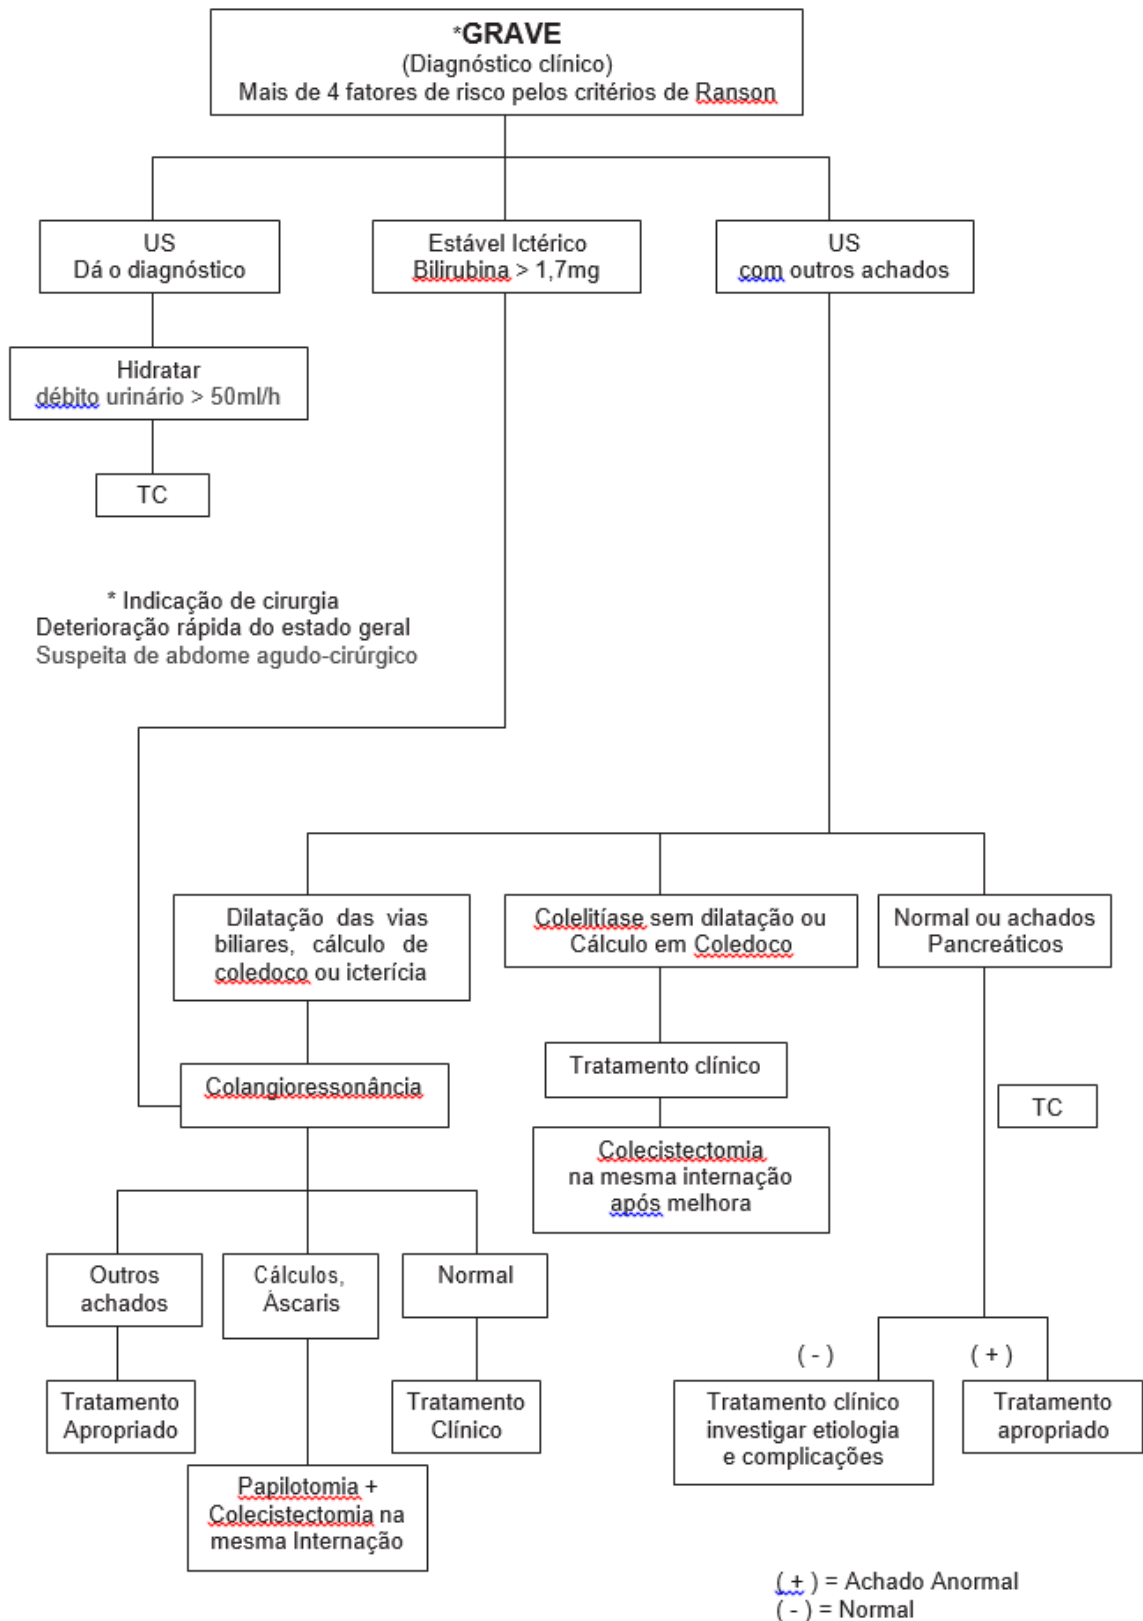 *GRAVE
(Diagnóstico clínico)
Mais de 4 fatores de risco pelos critérios de Ranson
US
Dá o diagnóstico
Estável Ictérico
Bilirubina > 1,7mg
US
com outros achados
Hidratar
débito urinário > 50ml/h
TC
* Indicação de cirurgia
Deterioração rápida do estado geral
Suspeita de abdome agudo-cirúrgico
Dilatação das vias
biliares, cálculo de
coledoco ou icterícia
Colelitíase sem dilatação ou
Cálculo em Coledoco
Normal ou achados
Pancreáticos
Colangioressonância
Tratamento clínico
TC
Colecistectomia
na mesma internação
após melhora
Outros
achados
Cálculos,
Àscaris
Normal
Tratamento
Apropriado
Tratamento
Clínico
( - )
( + )
Tratamento clínico
investigar etiologia
e complicações
Tratamento
apropriado
Papilotomia +
Colecistectomia na
mesma Internação
( + ) = Achado Anormal
( - ) = Normal